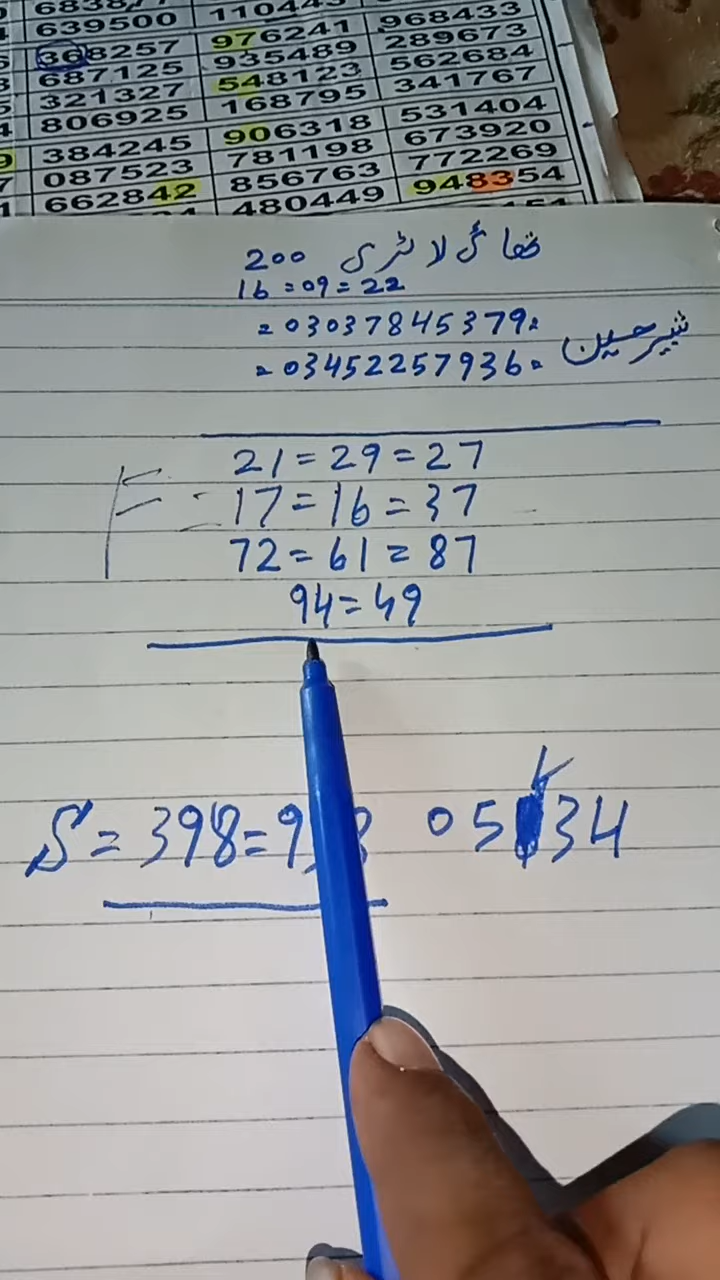 639500 110443
368257 976241 968433
687125 935489 289673
321327 548123 562684
806925 168795 341767
384245 906318 531404
087523 781198 673920
662842 856763 772269
480449 948354
تھائی لاٹری 200
16=09=22
=03037845379=
=03452257936= شبیر حسین
21=29=27
F = 17=16=37
72=61=87
94=49
S=398=9
05 34